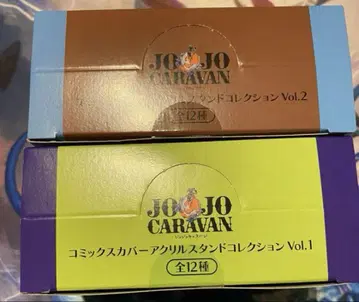 JOJO
CARAVAN
スタンドコレクション Vol.2
全12種
JOJO
CARAVAN
コミックスカバーアクリルスタンドコレクション Vol.1
全12種